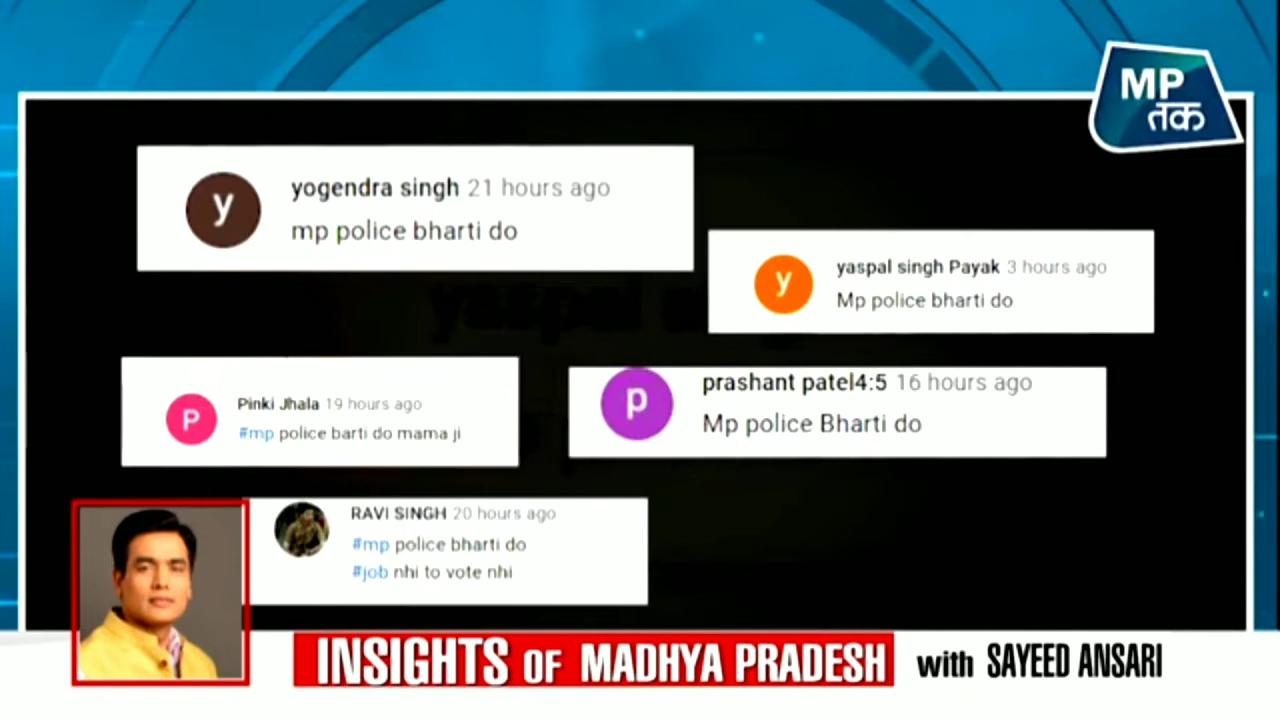 MP
तक
y
yogendra singh 21 hours ago
mp police bharti do
y
yaspal singh Payak 3 hours ago
Mp police bharti do
P
Pinki Jhala 19 hours ago
#mp police barti do mama ji
p
prashant patel4:5 16 hours ago
Mp police Bharti do
RAVI SINGH 20 hours ago
#mp police bharti do
#job nhi to vote nhi
INSIGHTS OF MADHYA PRADESH with SAYEED ANSARI